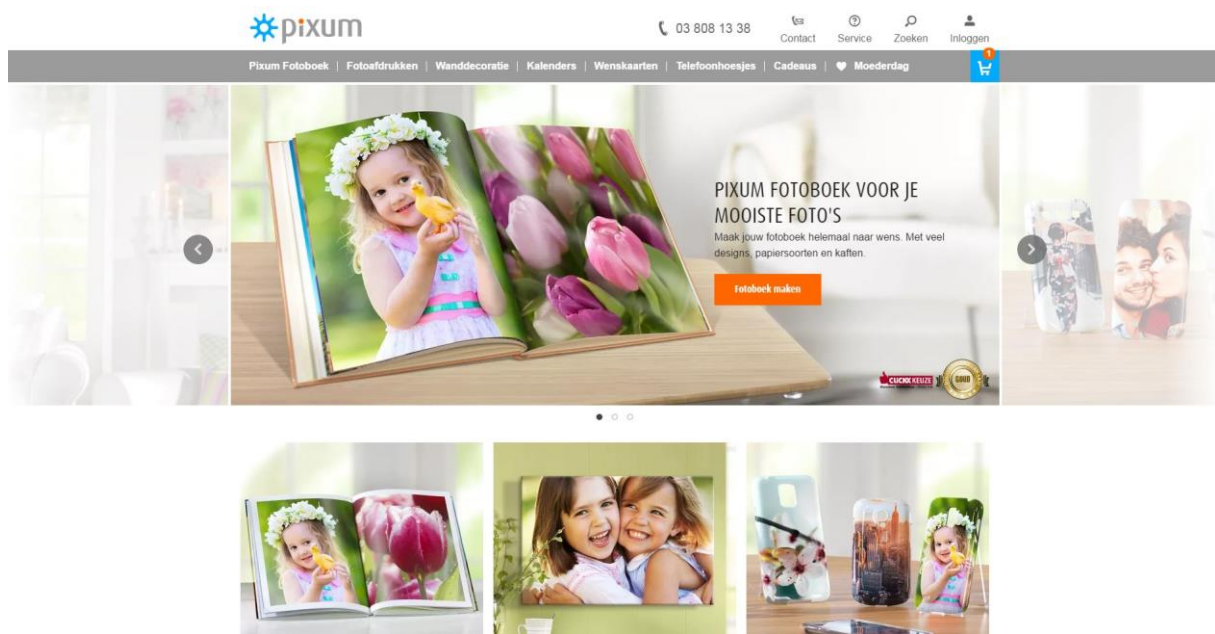 pixum
03 808 13 38
Contact
Service
Zoeken
Inloggen
Pixum Fotoboek | Fotoafdrukken | Wanddecoratie | Kalenders | Wenskaarten | Telefoonhoesjes | Cadeaus | Moederdag
1
PIXUM FOTOBOEK VOOR JE
MOOISTE FOTO'S
Maak jouw fotoboek helemaal naar wens. Met veel
designs, papiersoorten en kaften.
Fotoboek maken
CLICKX KEUZE
GOUD